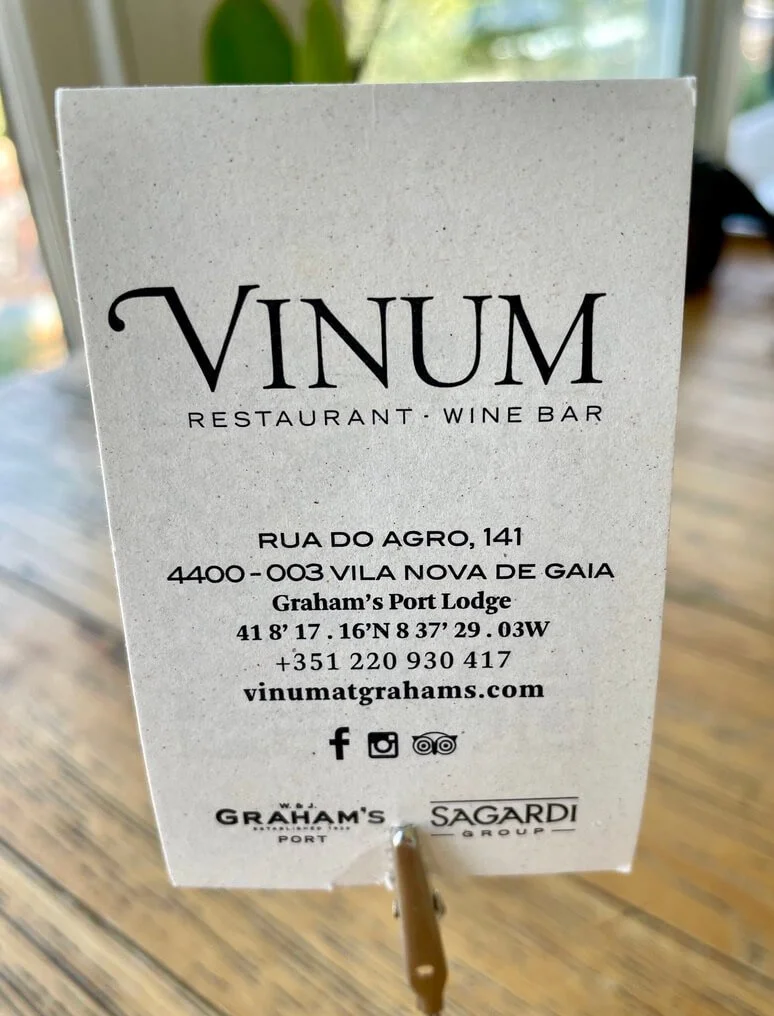 VINUM
RESTAURANT · WINE BAR
RUA DO AGRO, 141
4400-003 VILA NOVA DE GAIA
Graham's Port Lodge
41 8' 17 . 16'N 8 37' 29 . 03W
+351 220 930 417
vinumatgrahams.com
W. & J.
GRAHAM'S
PORT
SAGARDI
GROUP